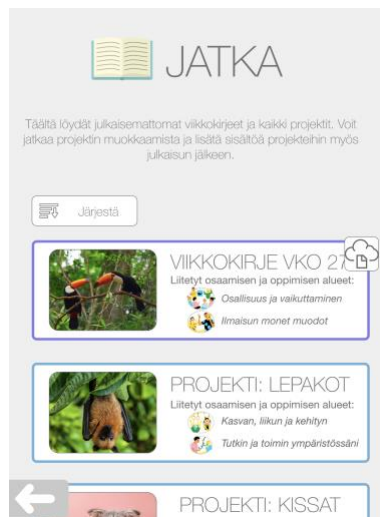 JATKA
Täältä löydät julkaisemattomat viikkokirjeet ja kaikki projektit. Voit
jatkaa projektin muokkaamista ja lisätä sisältöä projekteihin myös
julkaisun jälkeen.
Järjestä
VIIKKOKIRJE VKO 27
Liitetyt osaamisen ja oppimisen alueet:
Osallisuus ja vaikuttaminen
Ilmaisun monet muodot
PROJEKTI: LEPAKOT
Liitetyt osaamisen ja oppimisen alueet:
Kasvan, liikun ja kehityn
Tutkin ja toimin ympäristössäni
PROJEKTI: KISSAT